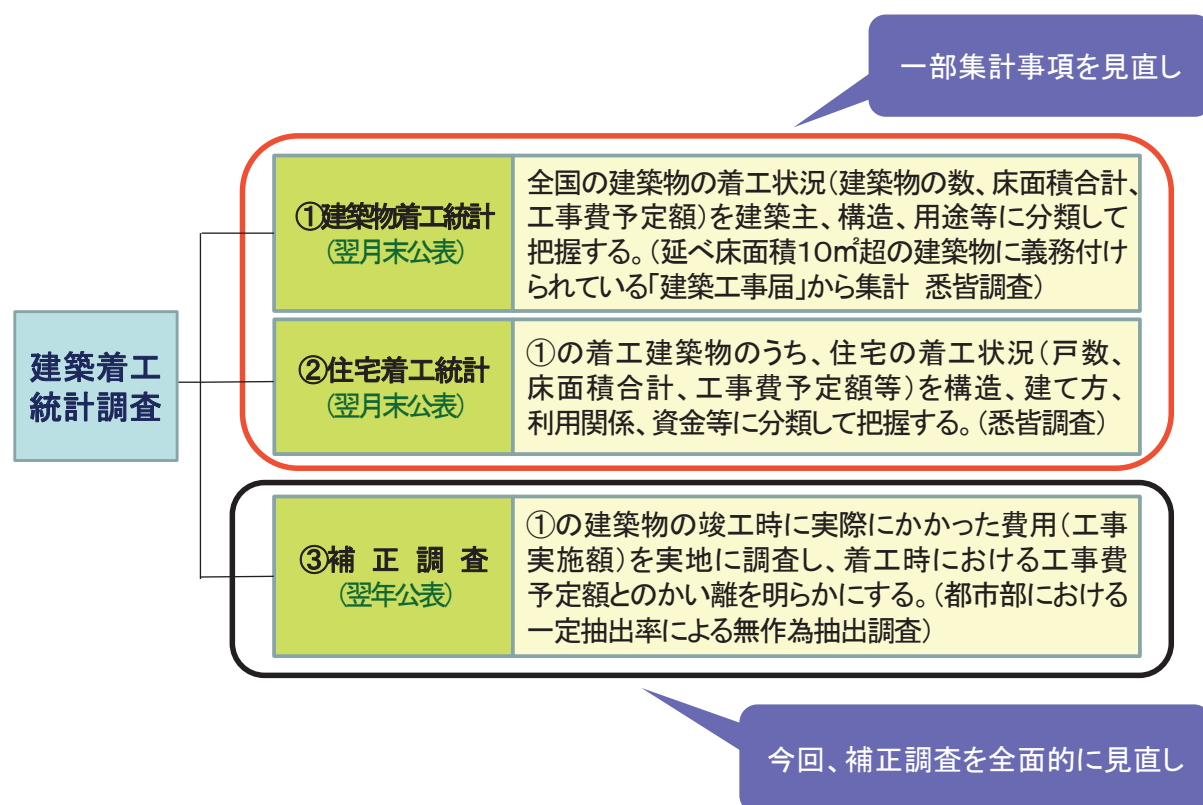 一部集計事項を見直し
①建築物着工統計
(翌月末公表)
全国の建築物の着工状況(建築物の数、床面積合計、
工事費予定額)を建築主、構造、用途等に分類して
把握する。(延べ床面積10㎡超の建築物に義務付け
られている「建築工事届」から集計 悉皆調査)
建築着工
統計調査
②住宅着工統計
(翌月末公表)
①の着工建築物のうち、住宅の着工状況(戸数、
床面積合計、工事費予定額等)を構造、建て方、
利用関係、資金等に分類して把握する。(悉皆調査)
③補 正 調 査
(翌年公表)
①の建築物の竣工時に実際にかかった費用(工事
実施額)を実地に調査し、着工時における工事費
予定額とのかい離を明らかにする。(都市部における
一定抽出率による無作為抽出調査)
今回、補正調査を全面的に見直し